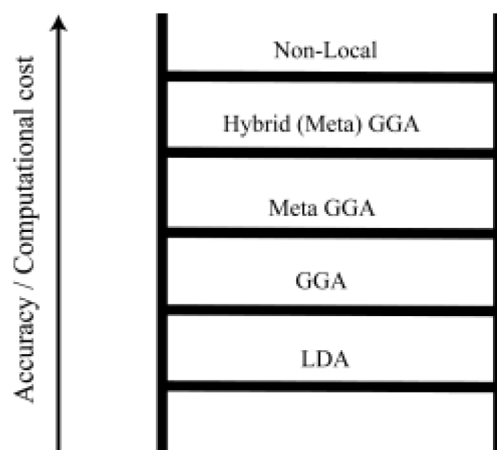 Non-Local
Hybrid (Meta) GGA
Meta GGA
GGA
LDA
Accuracy / Computational cost